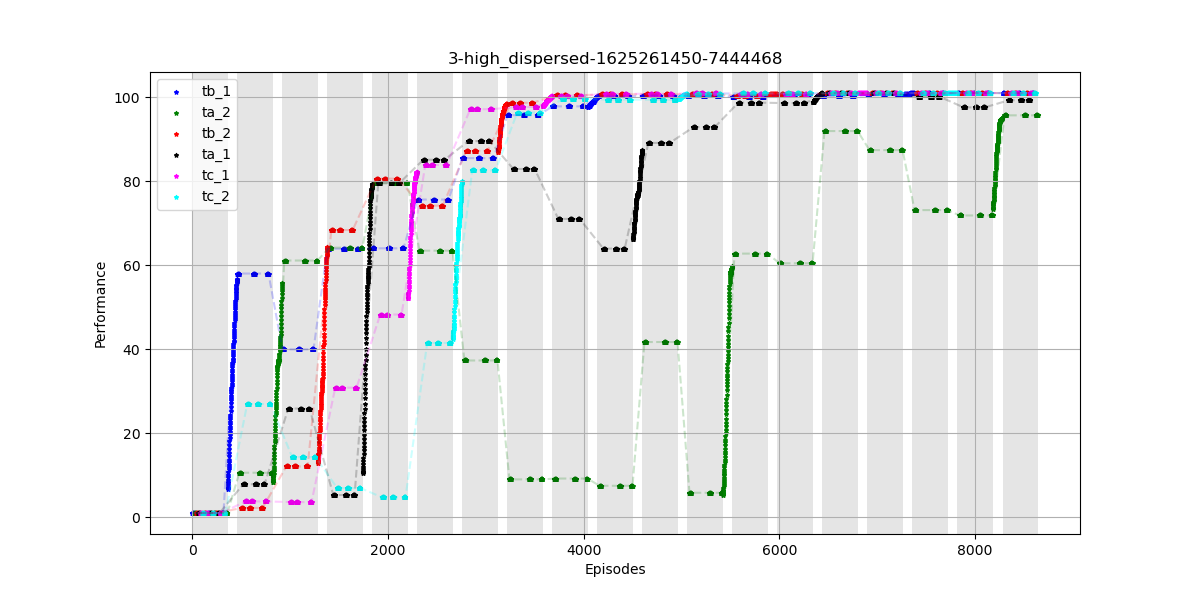 3-high_dispersed-1625261450-7444468
100
80
60
40
20
0
Performance
tb_1
ta_2
tb_2
ta_1
tc_1
tc_2
0 2000 4000 6000 8000
Episodes